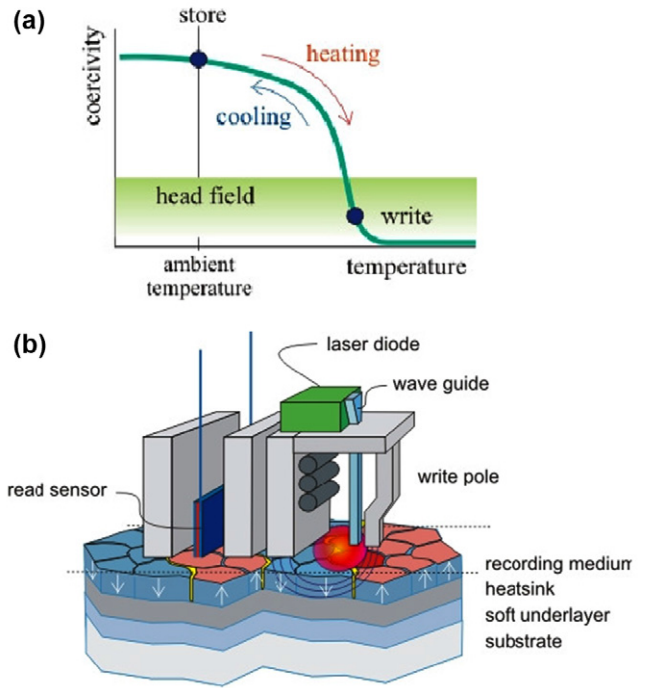 (a)
store
coercivity
heating
cooling
head field
write
ambient
temperature
temperature
(b)
laser diode
wave guide
read sensor
write pole
recording medium
heatsink
soft underlayer
substrate